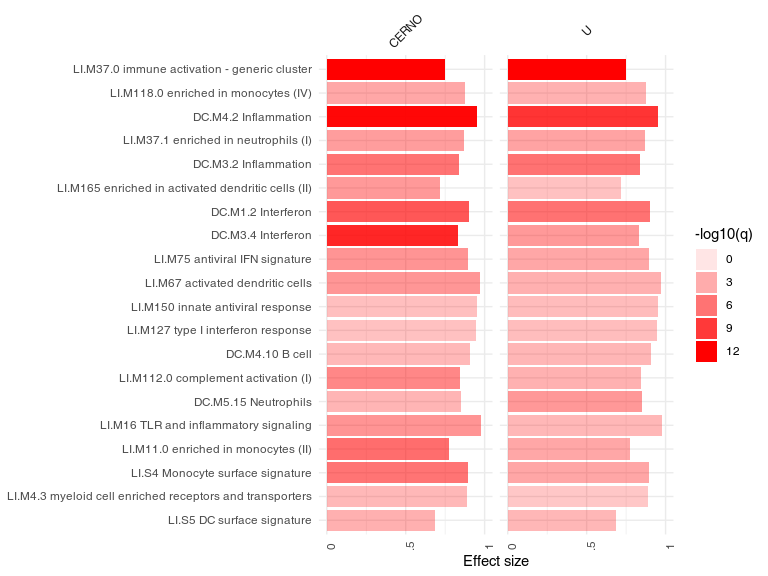 CERNO
U
LI.M37.0 immune activation - generic cluster
LI.M118.0 enriched in monocytes (IV)
DC.M4.2 Inflammation
LI.M37.1 enriched in neutrophils (I)
DC.M3.2 Inflammation
LI.M165 enriched in activated dendritic cells (II)
DC.M1.2 Interferon
DC.M3.4 Interferon
LI.M75 antiviral IFN signature
LI.M67 activated dendritic cells
LI.M150 innate antiviral response
LI.M127 type I interferon response
DC.M4.10 B cell
LI.M112.0 complement activation (I)
DC.M5.15 Neutrophils
LI.M16 TLR and inflammatory signaling
LI.M11.0 enriched in monocytes (II)
LI.S4 Monocyte surface signature
LI.M4.3 myeloid cell enriched receptors and transporters
LI.S5 DC surface signature
0 .5 1
0 .5 1
Effect size
-log10(q)
0
3
6
9
12